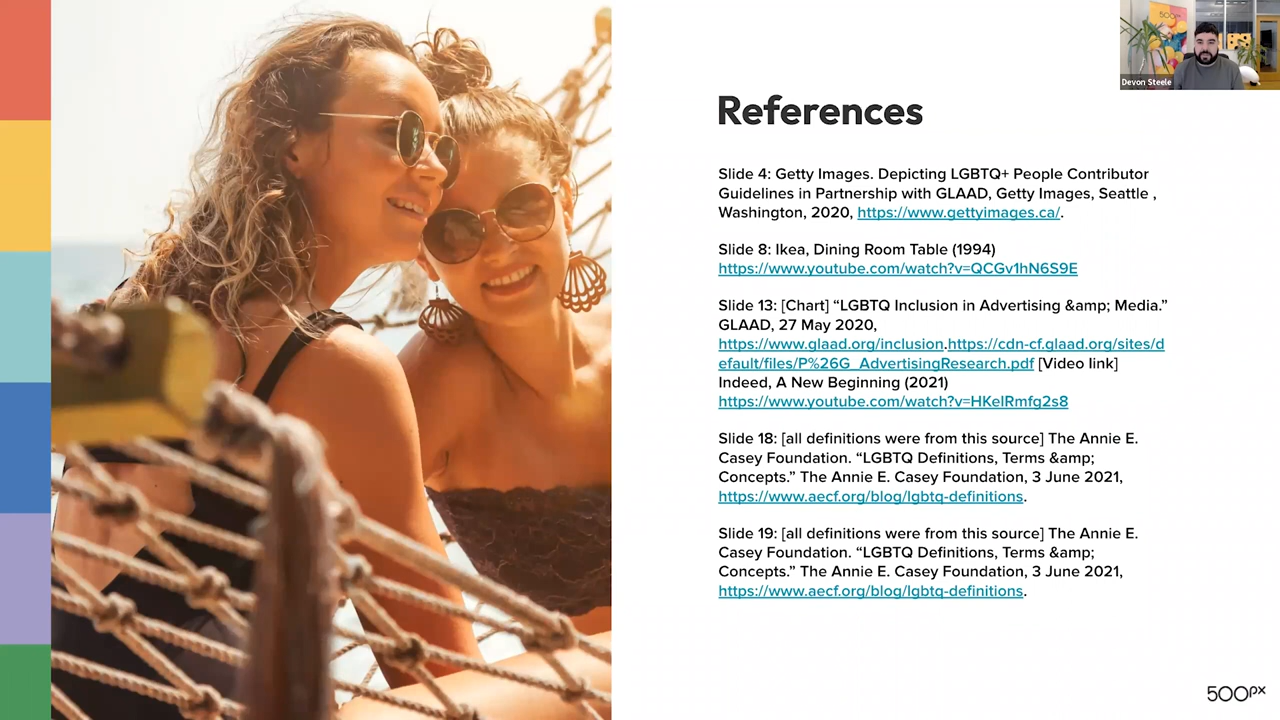 Devon Steele
References
Slide 4: Getty Images. Depicting LGBTQ+ People Contributor
Guidelines in Partnership with GLAAD, Getty Images, Seattle ,
Washington, 2020, https://www.gettyimages.ca/.
Slide 8: Ikea, Dining Room Table (1994)
https://www.youtube.com/watch?v=QCGv1hN6S9E
Slide 13: [Chart] “LGBTQ Inclusion in Advertising &amp; Media.”
GLAAD, 27 May 2020,
https://www.glaad.org/inclusion.https://cdn-cf.glaad.org/sites/d
efault/files/P%26G_AdvertisingResearch.pdf [Video link]
Indeed, A New Beginning (2021)
https://www.youtube.com/watch?v=HKelRmfg2s8
Slide 18: [all definitions were from this source] The Annie E.
Casey Foundation. “LGBTQ Definitions, Terms &amp;
Concepts.” The Annie E. Casey Foundation, 3 June 2021,
https://www.aecf.org/blog/lgbtq-definitions.
Slide 19: [all definitions were from this source] The Annie E.
Casey Foundation. “LGBTQ Definitions, Terms &amp;
Concepts.” The Annie E. Casey Foundation, 3 June 2021,
https://www.aecf.org/blog/lgbtq-definitions.
500px